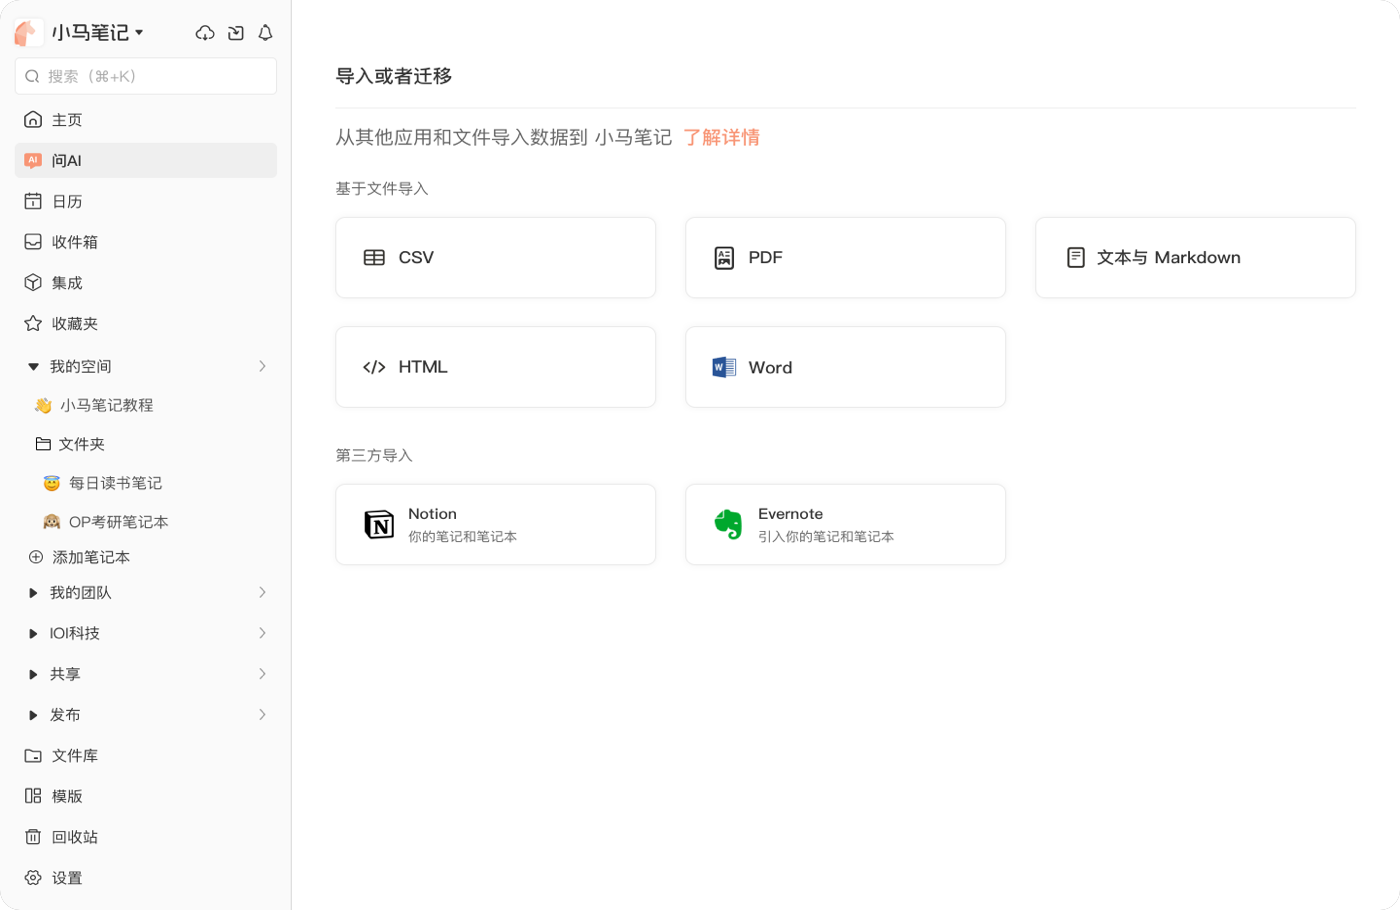 小马笔记
搜索（⌘+K）
主页
AI 问AI
日历
收件箱
集成
收藏夹
我的空间
小马笔记教程
文件夹
每日读书笔记
OP考研笔记本
添加笔记本
我的团队
IOI科技
共享
发布
文件库
模版
回收站
设置
导入或者迁移
从其他应用和文件导入数据到 小马笔记 了解详情
基于文件导入
CSV
PDF
文本与 Markdown
HTML
Word
第三方导入
Notion
你的笔记和笔记本
Evernote
引入你的笔记和笔记本